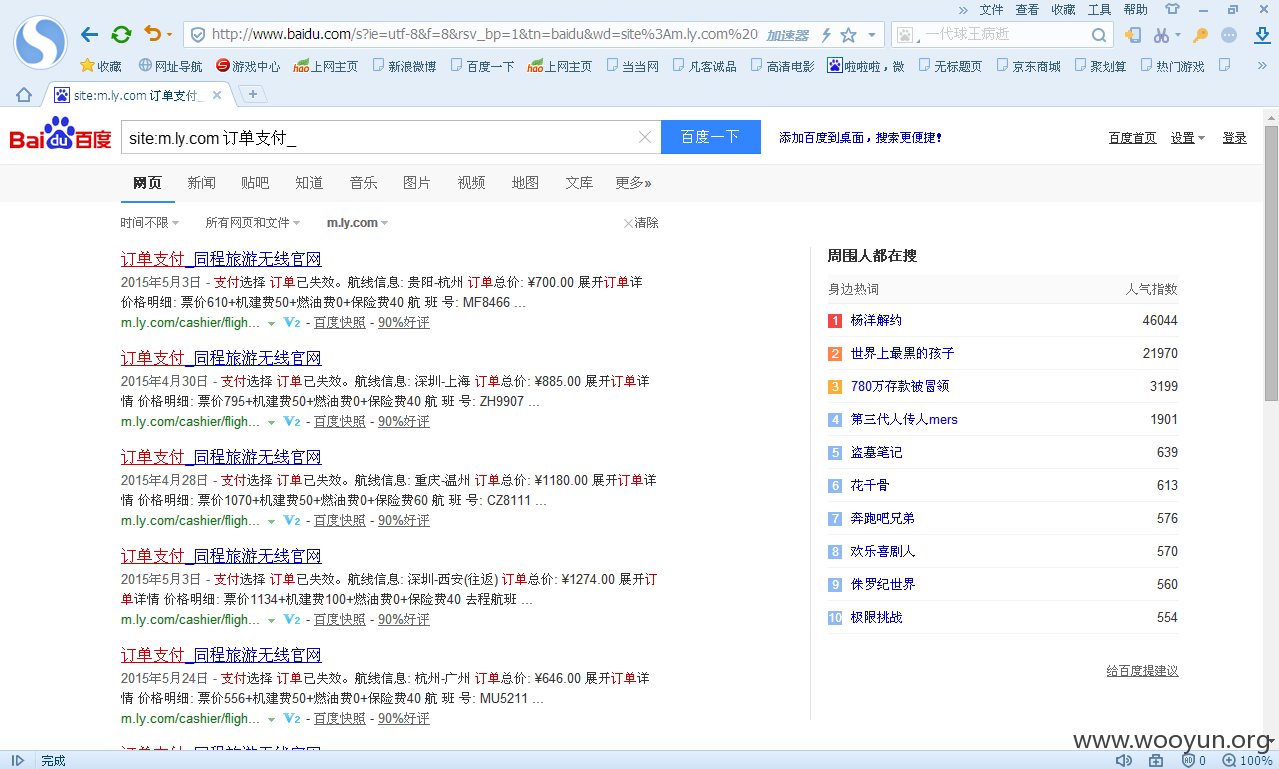 » 文件 查看 收藏 工具 帮助
http://www.baidu.com/s?ie=utf-8&f=8&rsv_bp=1&tn=baidu&wd=site%3Am.ly.com%20 加速器
一代球王病逝
收藏 网址导航 游戏中心 hao上网主页 新浪微博 百度一下 hao上网主页 当当网 凡客诚品 高清电影 啦啦啦，微 无标题页 京东商城 聚划算 热门游戏 »
site:m.ly.com 订单支付_ × +
Bai du 百度
site:m.ly.com 订单支付_
百度一下
添加百度到桌面，搜索更便捷！
百度首页 设置 登录
网页 新闻 贴吧 知道 音乐 图片 视频 地图 文库 更多»
时间不限 所有网页和文件 m.ly.com ×清除
订单支付_同程旅游无线官网
2015年5月3日 - 支付选择 订单已失效。航线信息: 贵阳-杭州 订单总价: ¥700.00 展开订单详
价格明细: 票价610+机建费50+燃油费0+保险费40 航 班 号: MF8466 ...
m.ly.com/cashier/fligh... V2 - 百度快照 - 90%好评
订单支付_同程旅游无线官网
2015年4月30日 - 支付选择 订单已失效。航线信息: 深圳-上海 订单总价: ¥885.00 展开订单详
情 价格明细: 票价795+机建费50+燃油费0+保险费40 航 班 号: ZH9907 ...
m.ly.com/cashier/fligh... V2 - 百度快照 - 90%好评
订单支付_同程旅游无线官网
2015年4月28日 - 支付选择 订单已失效。航线信息: 重庆-温州 订单总价: ¥1180.00 展开订单详
情 价格明细: 票价1070+机建费50+燃油费0+保险费60 航 班 号: CZ8111 ...
m.ly.com/cashier/fligh... V2 - 百度快照 - 90%好评
订单支付_同程旅游无线官网
2015年5月3日 - 支付选择 订单已失效。航线信息: 深圳-西安(往返) 订单总价: ¥1274.00 展开订
单详情 价格明细: 票价1134+机建费100+燃油费0+保险费40 去程航班 ...
m.ly.com/cashier/fligh... V2 - 百度快照 - 90%好评
订单支付_同程旅游无线官网
2015年5月24日 - 支付选择 订单已失效。航线信息: 杭州-广州 订单总价: ¥646.00 展开订单详
情 价格明细: 票价556+机建费50+燃油费0+保险费40 航 班 号: MU5211 ...
m.ly.com/cashier/fligh... V2 - 百度快照 - 90%好评
订单支付_同程旅游无线官网
周围人都在搜
身边热词 人气指数
1 杨洋解约 46044
2 世界上最黑的孩子 21970
3 780万存款被冒领 3199
4 第三代人传人mers 1901
5 盗墓笔记 639
6 花千骨 613
7 奔跑吧兄弟 576
8 欢乐喜剧人 570
9 侏罗纪世界 560
10 极限挑战 554
给百度提建议
www.wooyun.org
完成 0 100%